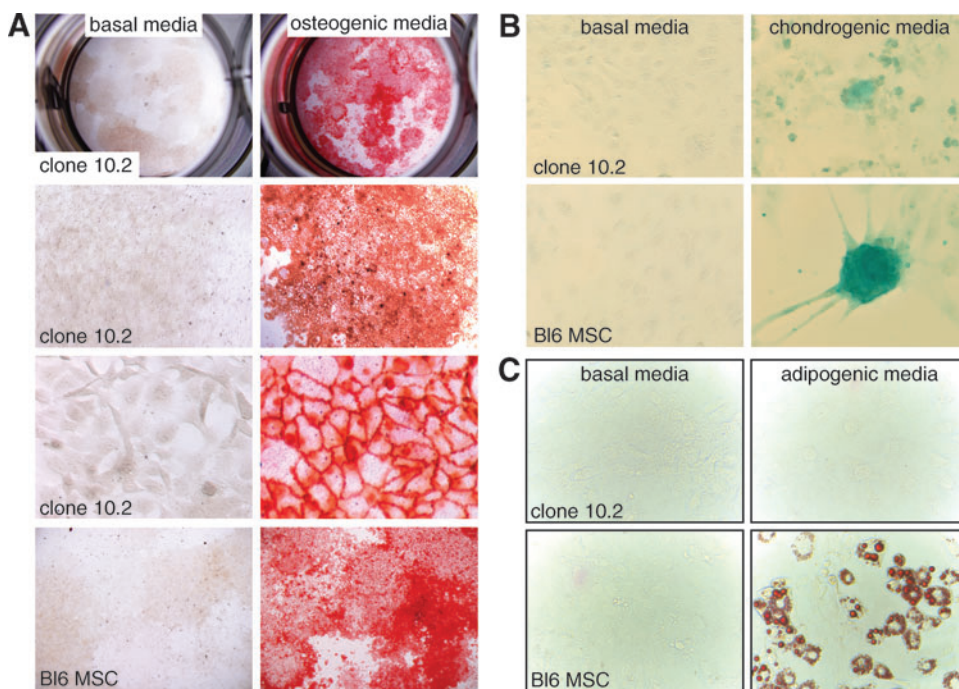 A
basal media
osteogenic media
clone 10.2
clone 10.2
clone 10.2
Bl6 MSC
B
basal media
chondrogenic media
clone 10.2
Bl6 MSC
C
basal media
adipogenic media
clone 10.2
Bl6 MSC